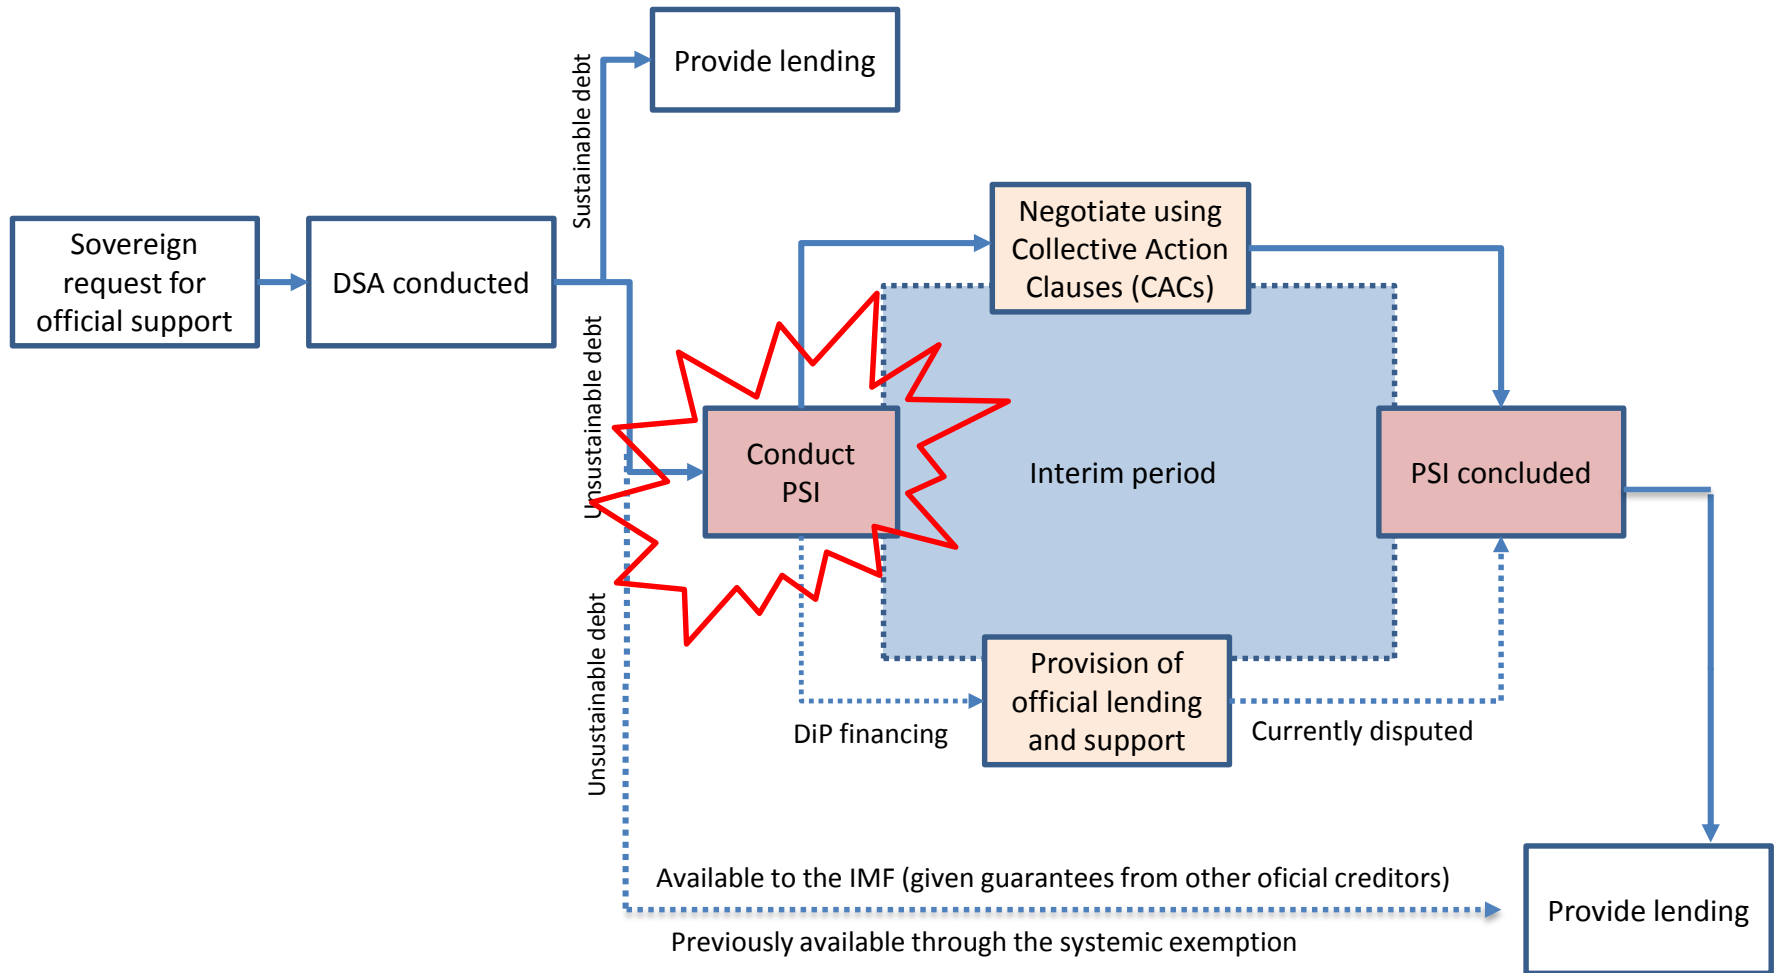 Provide lending
Sustainable debt
Sovereign
request for
official support
DSA conducted
Negotiate using
Collective Action
Clauses (CACs)
Unsustainable debt
Conduct
PSI
Interim period
PSI concluded
Unsustainable debt
DiP financing
Provision of
official lending
and support
Currently disputed
Available to the IMF (given guarantees from other oficial creditors)
Previously available through the systemic exemption
Provide lending